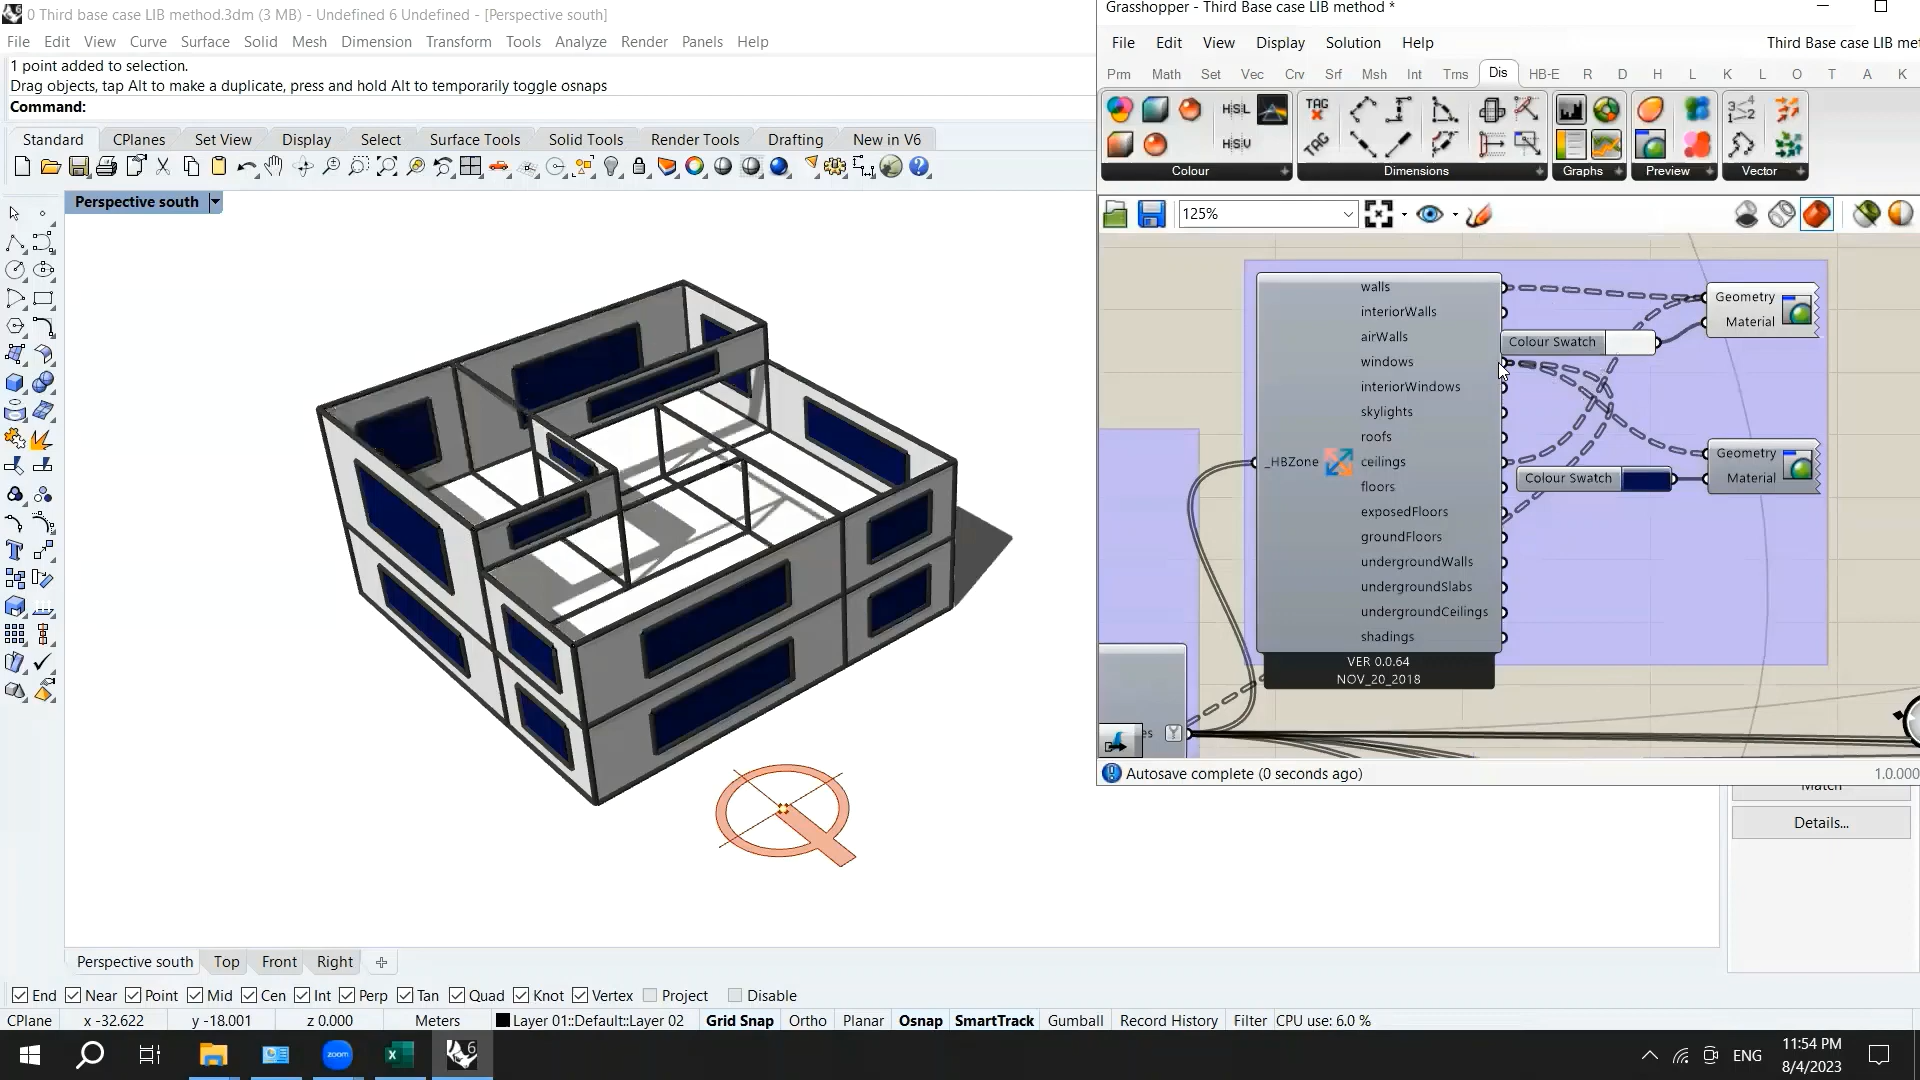 0 Third base case LIB method.3dm (3 MB) - Undefined 6 Undefined - [Perspective south]
File Edit View Curve Surface Solid Mesh Dimension Transform Tools Analyze Render Panels Help
1 point added to selection.
Drag objects, tap Alt to make a duplicate, press and hold Alt to temporarily toggle osnaps
Command:
Standard CPlanes Set View Display Select Surface Tools Solid Tools Render Tools Drafting New in V6
Perspective south
Grasshopper - Third Base case LIB method *
File Edit View Display Solution Help
Third Base case LIB me
Prm Math Set Vec Crv Srf Msh Int Trns Dis HB-E R D H L K L O T A K
H:S:L
H:S:V
TAG
TAG
Colour Dimensions Graphs Preview Vector
125%
walls
interiorWalls
airWalls
windows
interiorWindows
skylights
roofs
ceilings
floors
exposedFloors
groundFloors
undergroundWalls
undergroundSlabs
undergroundCeilings
shadings
_HBZone
VER 0.0.64
NOV_20_2018
Colour Swatch
Geometry
Material
Colour Swatch
Geometry
Material
es
Autosave complete (0 seconds ago)
1.0.000
Match
Details...
Perspective south Top Front Right
End Near Point Mid Cen Int Perp Tan Quad Knot Vertex Project Disable
CPlane x -32.622 y -18.001 z 0.000 Meters Layer 01::Default::Layer 02 Grid Snap Ortho Planar Osnap SmartTrack Gumball Record History Filter CPU use: 6.0 %
zoom
6
ENG
11:54 PM
8/4/2023